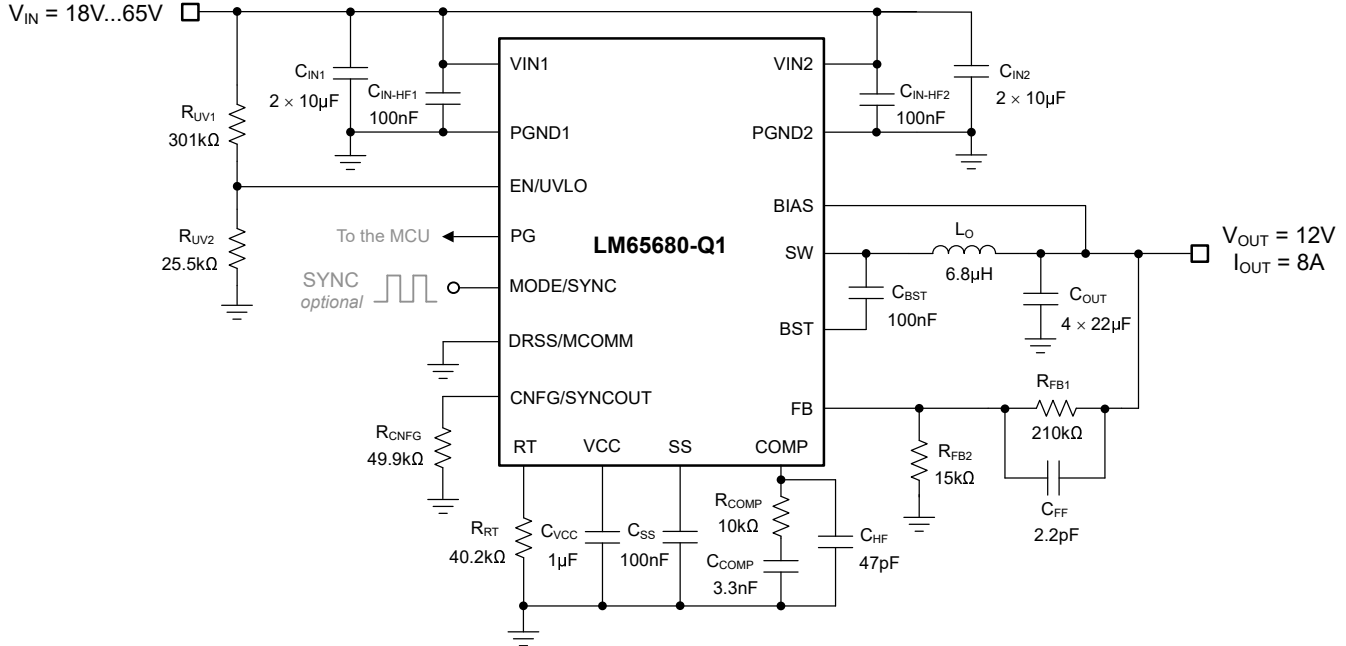 V_IN = 18V...65V
C_IN1
2 × 10µF
C_IN-HF1
100nF
R_UV1
301kΩ
R_UV2
25.5kΩ
To the MCU
SYNC
optional
VIN1
PGND1
EN/UVLO
PG
MODE/SYNC
DRSS/MCOMM
CNFG/SYNCOUT
RT
VCC
SS
COMP
LM65680-Q1
VIN2
PGND2
BIAS
SW
BST
FB
C_IN-HF2
100nF
C_IN2
2 × 10µF
L_O
6.8µH
C_BST
100nF
C_OUT
4 × 22µF
V_OUT = 12V
I_OUT = 8A
R_FB1
210kΩ
R_FB2
15kΩ
C_FF
2.2pF
R_CNFG
49.9kΩ
R_RT
40.2kΩ
C_VCC
1µF
C_SS
100nF
R_COMP
10kΩ
C_COMP
3.3nF
C_HF
47pF